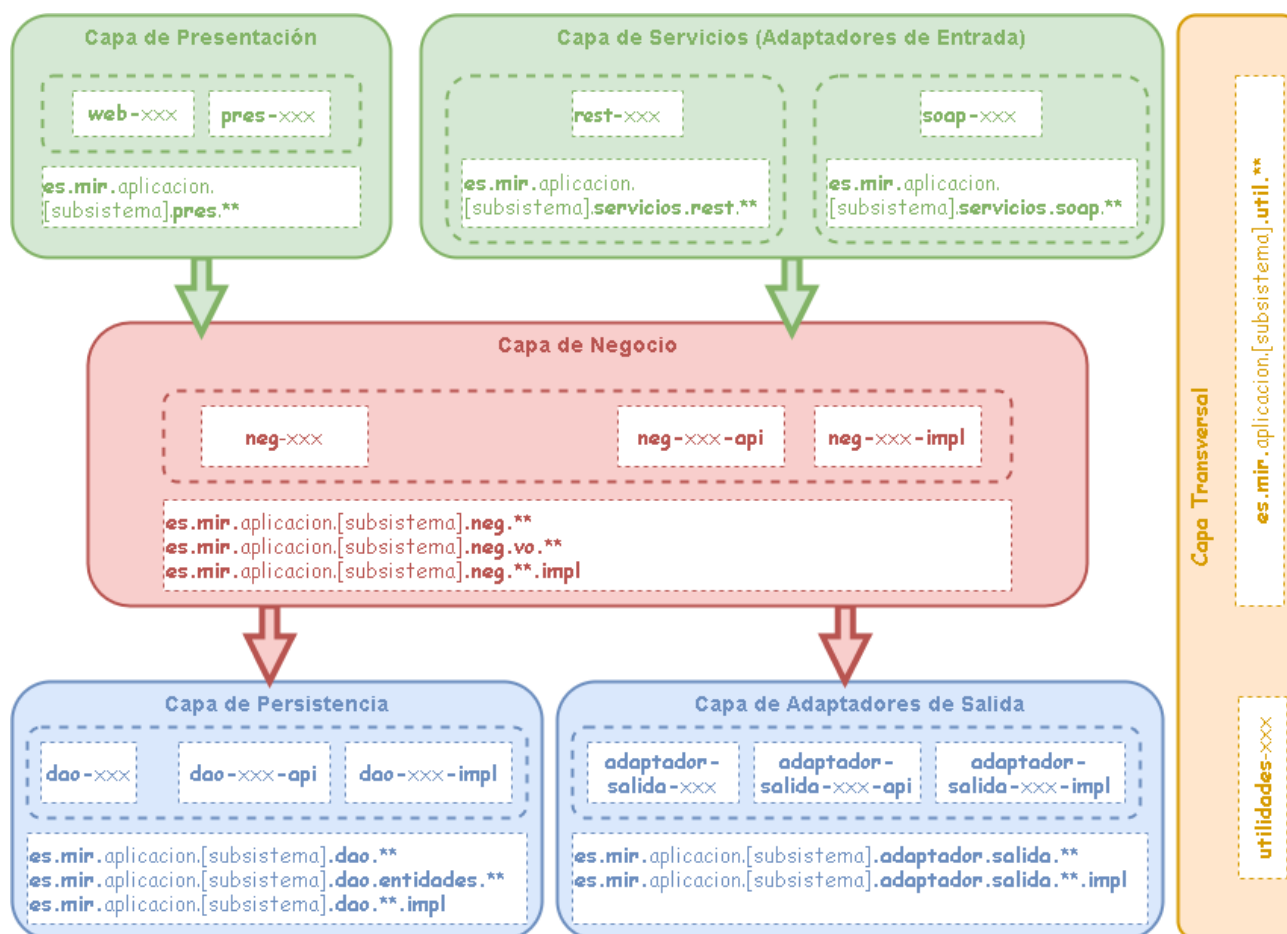 Capa de Presentación
web-xxx
pres-xxx
es.mir.aplicacion.
[subsistema].pres.**
Capa de Servicios (Adaptadores de Entrada)
rest-xxx
es.mir.aplicacion.
[subsistema].servicios.rest.**
soap-xxx
es.mir.aplicacion.
[subsistema].servicios.soap.**
Capa de Negocio
neg-xxx
neg-xxx-api
neg-xxx-impl
es.mir.aplicacion.[subsistema].neg.**
es.mir.aplicacion.[subsistema].neg.vo.**
es.mir.aplicacion.[subsistema].neg.**.impl
Capa de Persistencia
dao-xxx
dao-xxx-api
dao-xxx-impl
es.mir.aplicacion.[subsistema].dao.**
es.mir.aplicacion.[subsistema].dao.entidades.**
es.mir.aplicacion.[subsistema].dao.**.impl
Capa de Adaptadores de Salida
adaptador-
salida-xxx
adaptador-
salida-xxx-api
adaptador-
salida-xxx-impl
es.mir.aplicacion.[subsistema].adaptador.salida.**
es.mir.aplicacion.[subsistema].adaptador.salida.**.impl
Capa Transversal
es.mir.aplicacion.[subsistema].util.**
utilidades-xxx